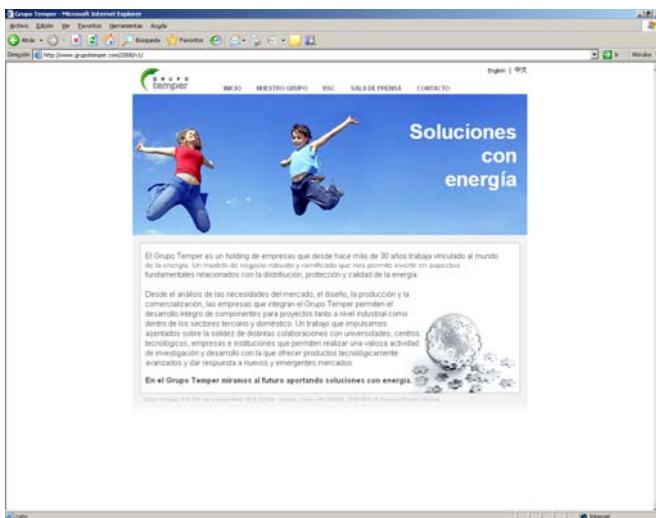 Grupo Temper - Microsoft Internet Explorer
Archivo Edición Ver Favoritos Herramientas Ayuda
Atrás Búsqueda Favoritos
Dirección http://www.grupotemper.com/2008/v1/ Ir Vínculos
English | 中文
GRUPO
temper
INICIO NUESTRO GRUPO RSC SALA DE PRENSA CONTACTO
Soluciones
con
energía
El Grupo Temper es un holding de empresas que desde hace más de 30 años trabaja vinculado al mundo
de la energía. Un modelo de negocio robusto y ramificado que nos permite invertir en aspectos
fundamentales relacionados con la distribución, protección y calidad de la energía.
Desde el análisis de las necesidades del mercado, el diseño, la producción y la
comercialización, las empresas que integran el Grupo Temper permiten el
desarrollo íntegro de componentes para proyectos tanto a nivel industrial como
dentro de los sectores terciario y doméstico. Un trabajo que impulsamos
asentados sobre la solidez de distintas colaboraciones con universidades, centros
tecnológicos, empresas e instituciones que permiten realizar una valiosa actividad
de investigación y desarrollo con la que ofrecer productos tecnológicamente
avanzados y dar respuesta a nuevos y emergentes mercados.
En el Grupo Temper miramos al futuro aportando soluciones con energía.
Listo Internet